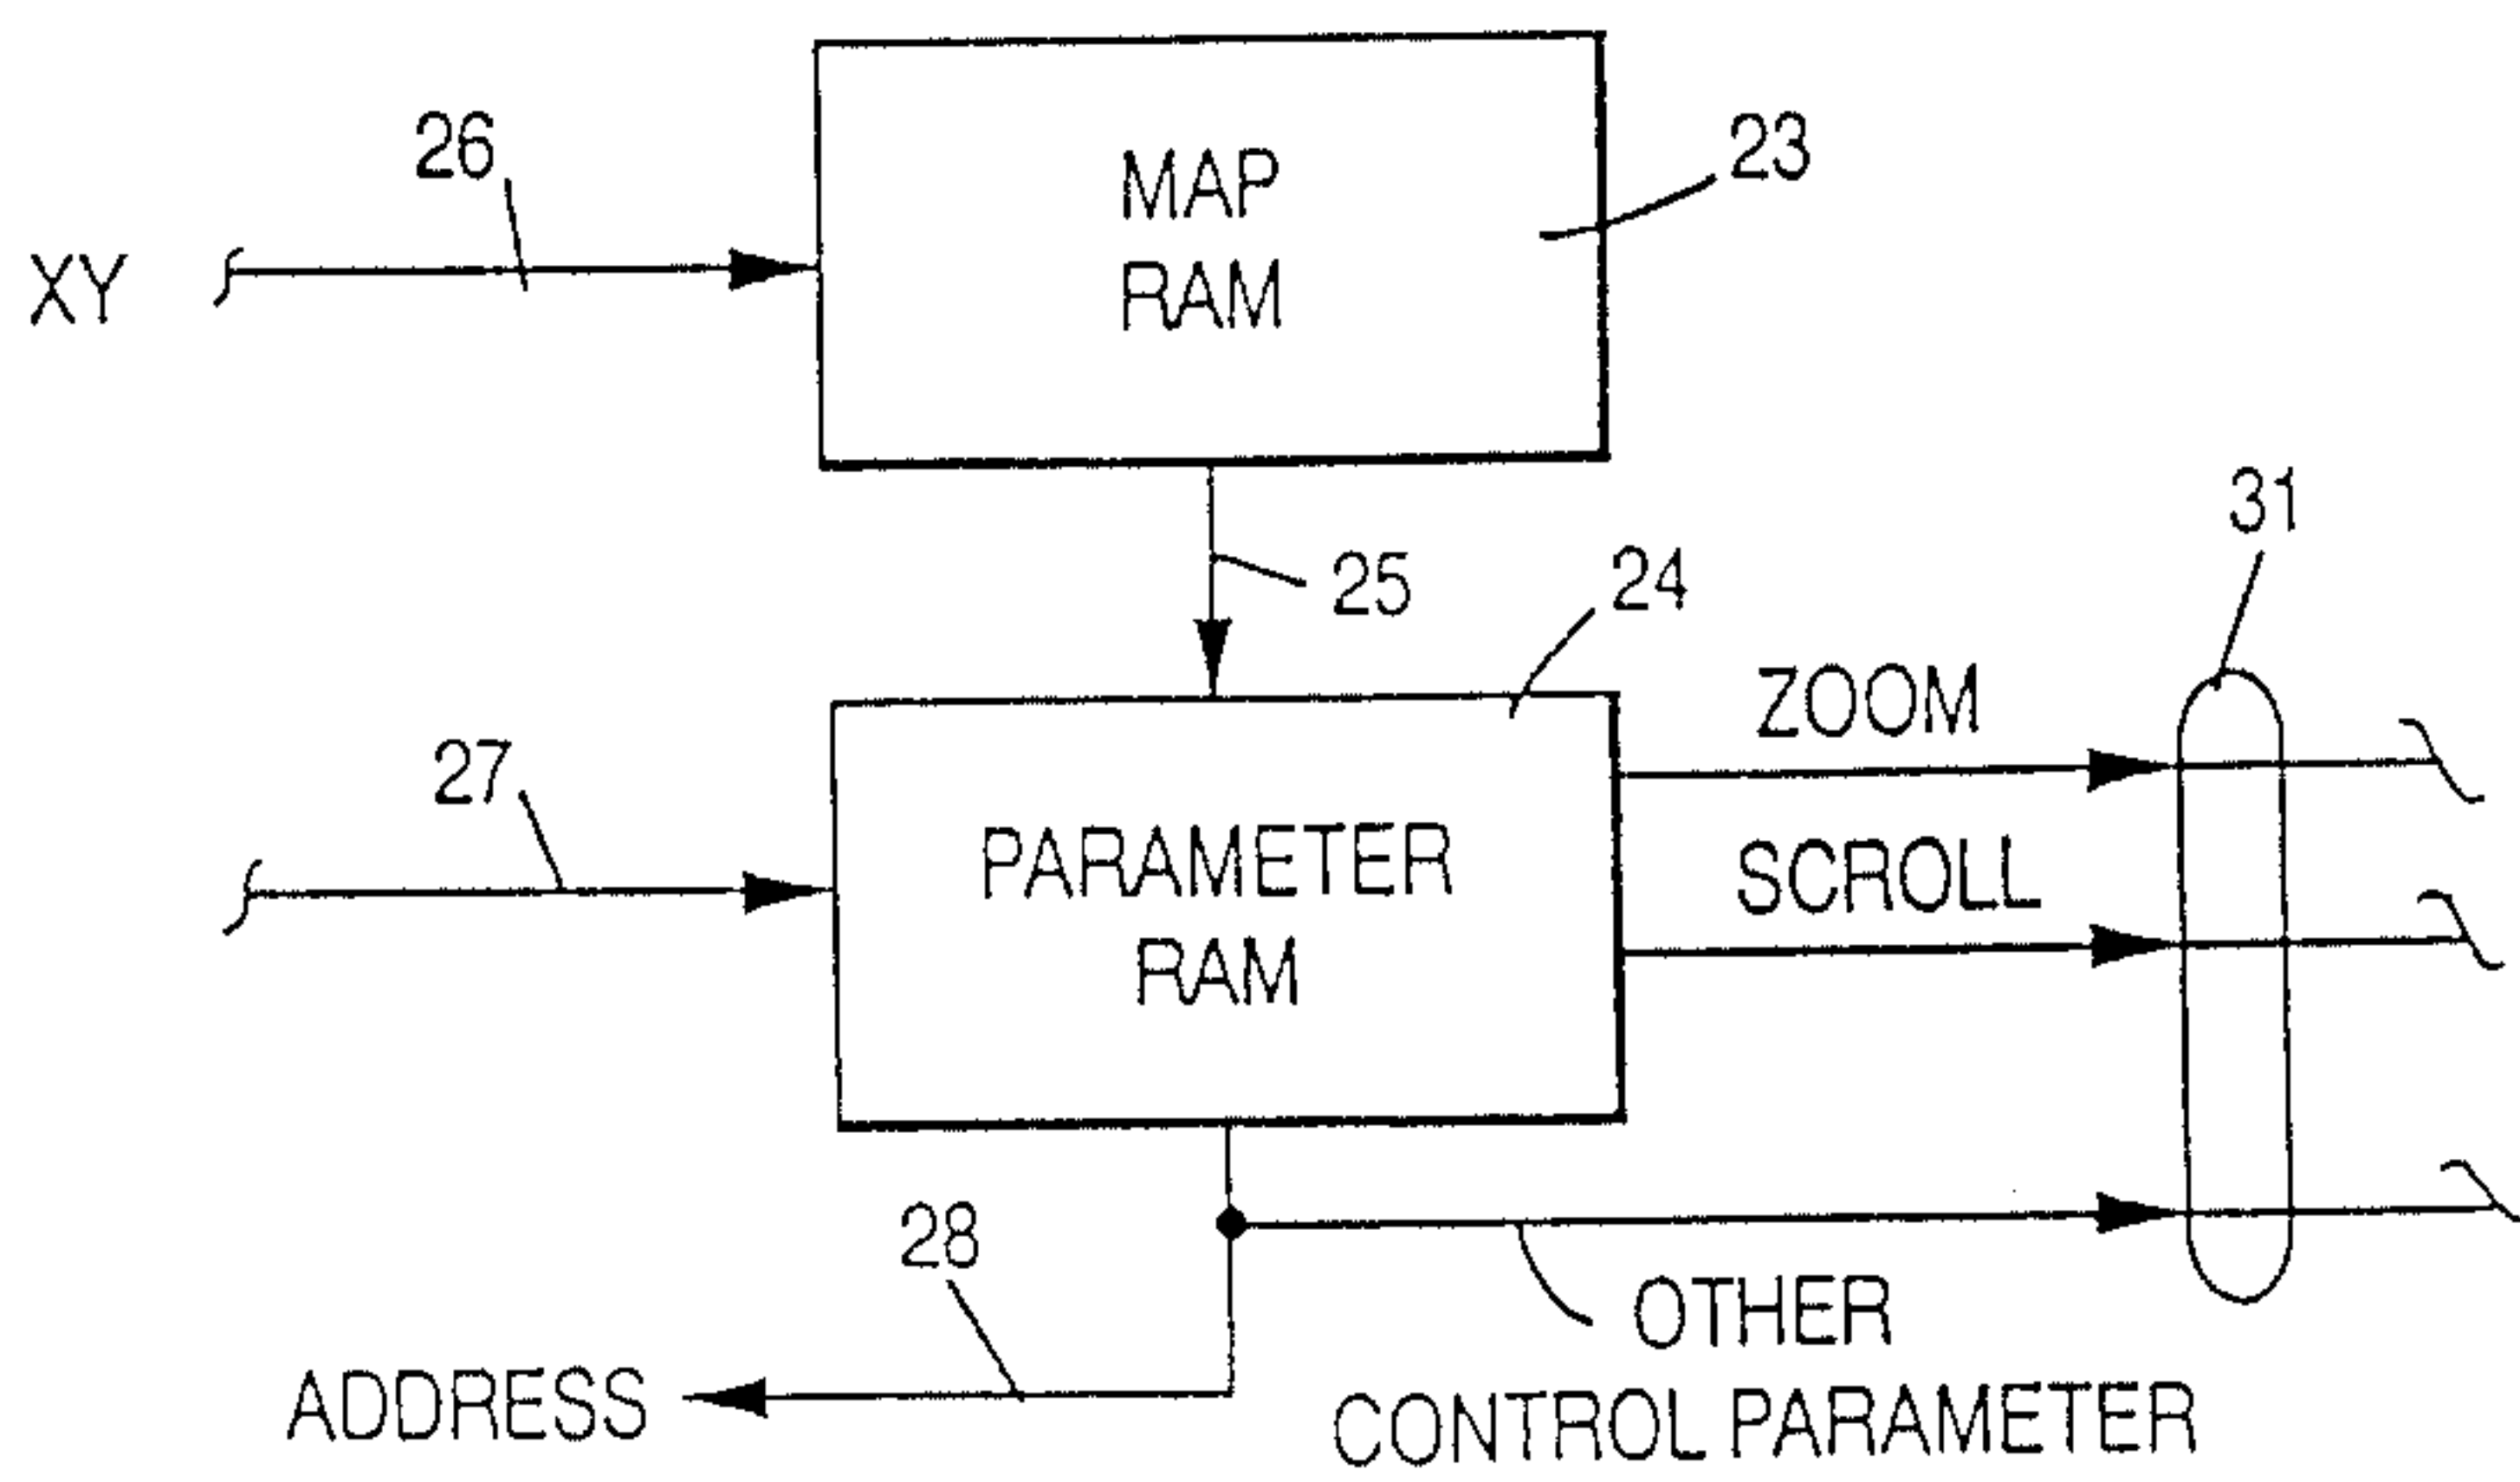 26
MAP
RAM
23
XY
25
24
31
27
ZOOM
SCROLL
PARAMETER
RAM
28
ADDRESS
OTHER
CONTROL PARAMETER